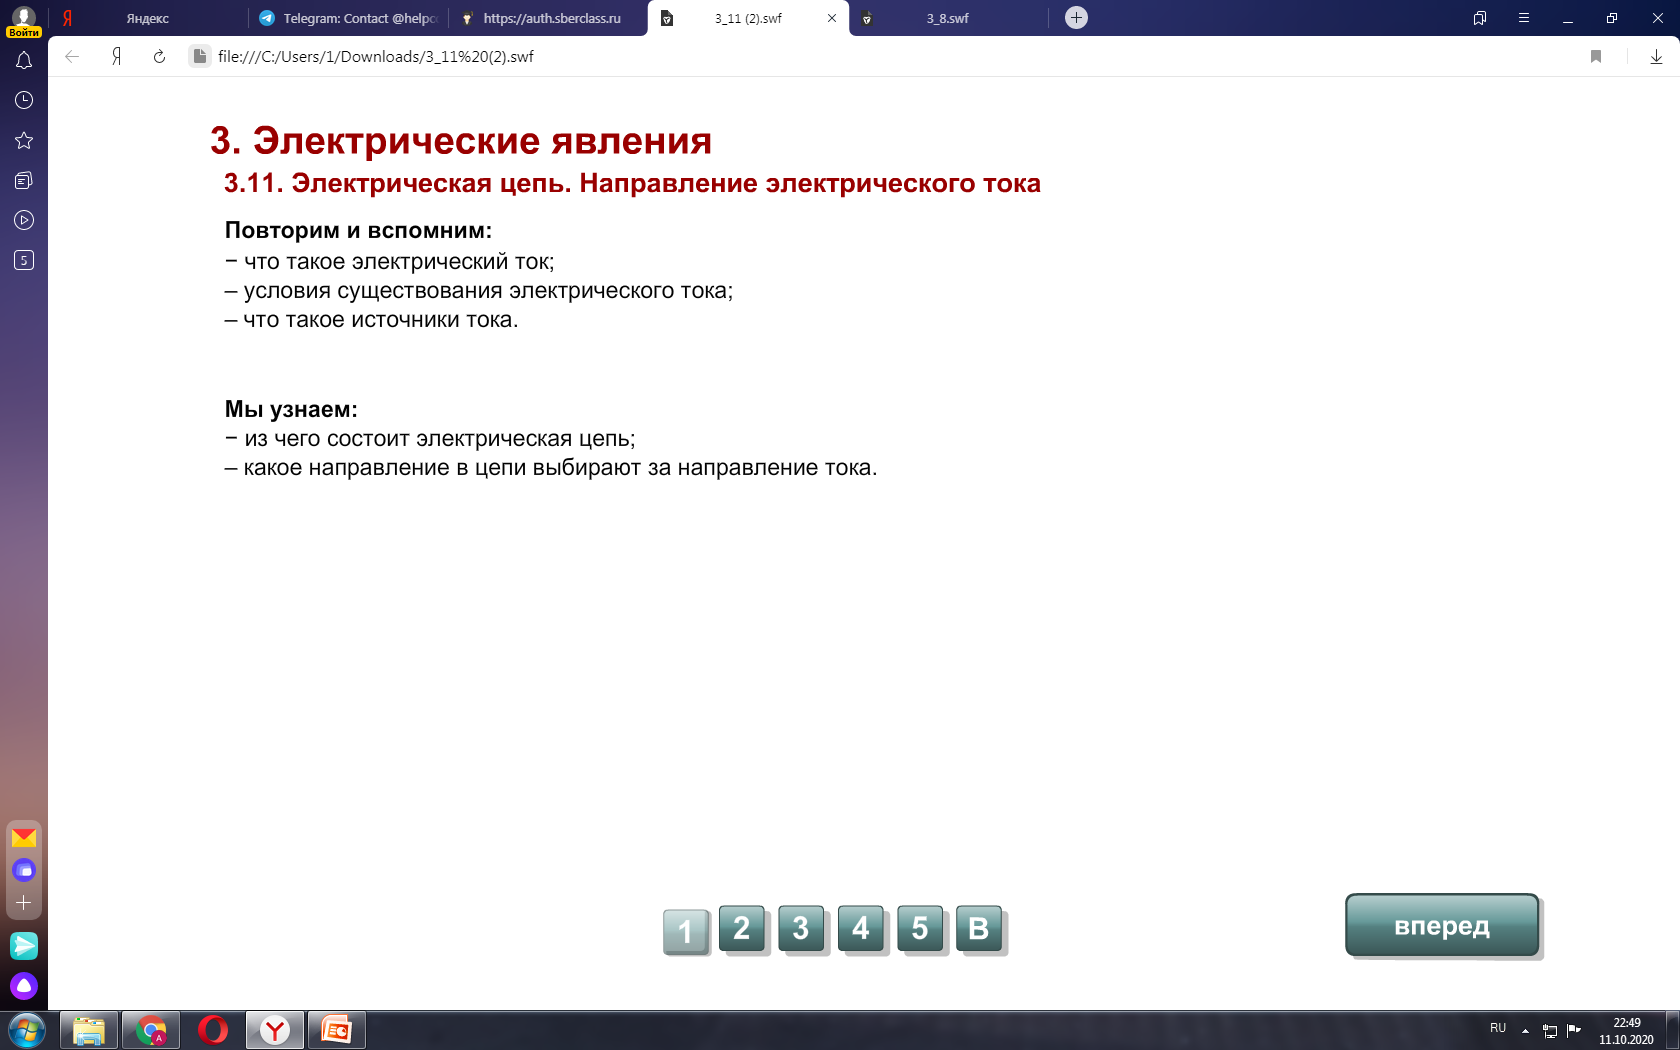 Яндекс
Telegram: Contact @helpo
https://auth.sberclass.ru
3_11 (2).swf
3_8.swf
Войти
Я
file:///C:/Users/1/Downloads/3_11%20(2).swf
5
3. Электрические явления
3.11. Электрическая цепь. Направление электрического тока
Повторим и вспомним:
− что такое электрический ток;
– условия существования электрического тока;
– что такое источники тока.
Мы узнаем:
− из чего состоит электрическая цепь;
– какое направление в цепи выбирают за направление тока.
1 2 3 4 5 В
вперед
RU
22:49
11.10.2020